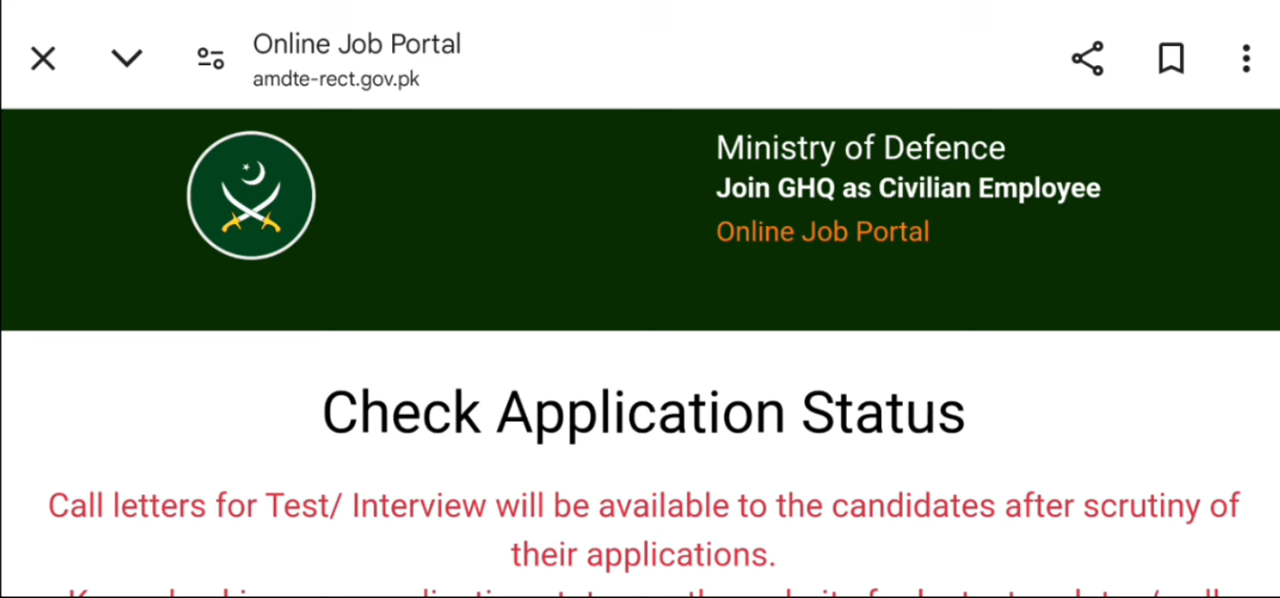 Online Job Portal
amdte-rect.gov.pk
Ministry of Defence
Join GHQ as Civilian Employee
Online Job Portal
Check Application Status
Call letters for Test/ Interview will be available to the candidates after scrutiny of
their applications.